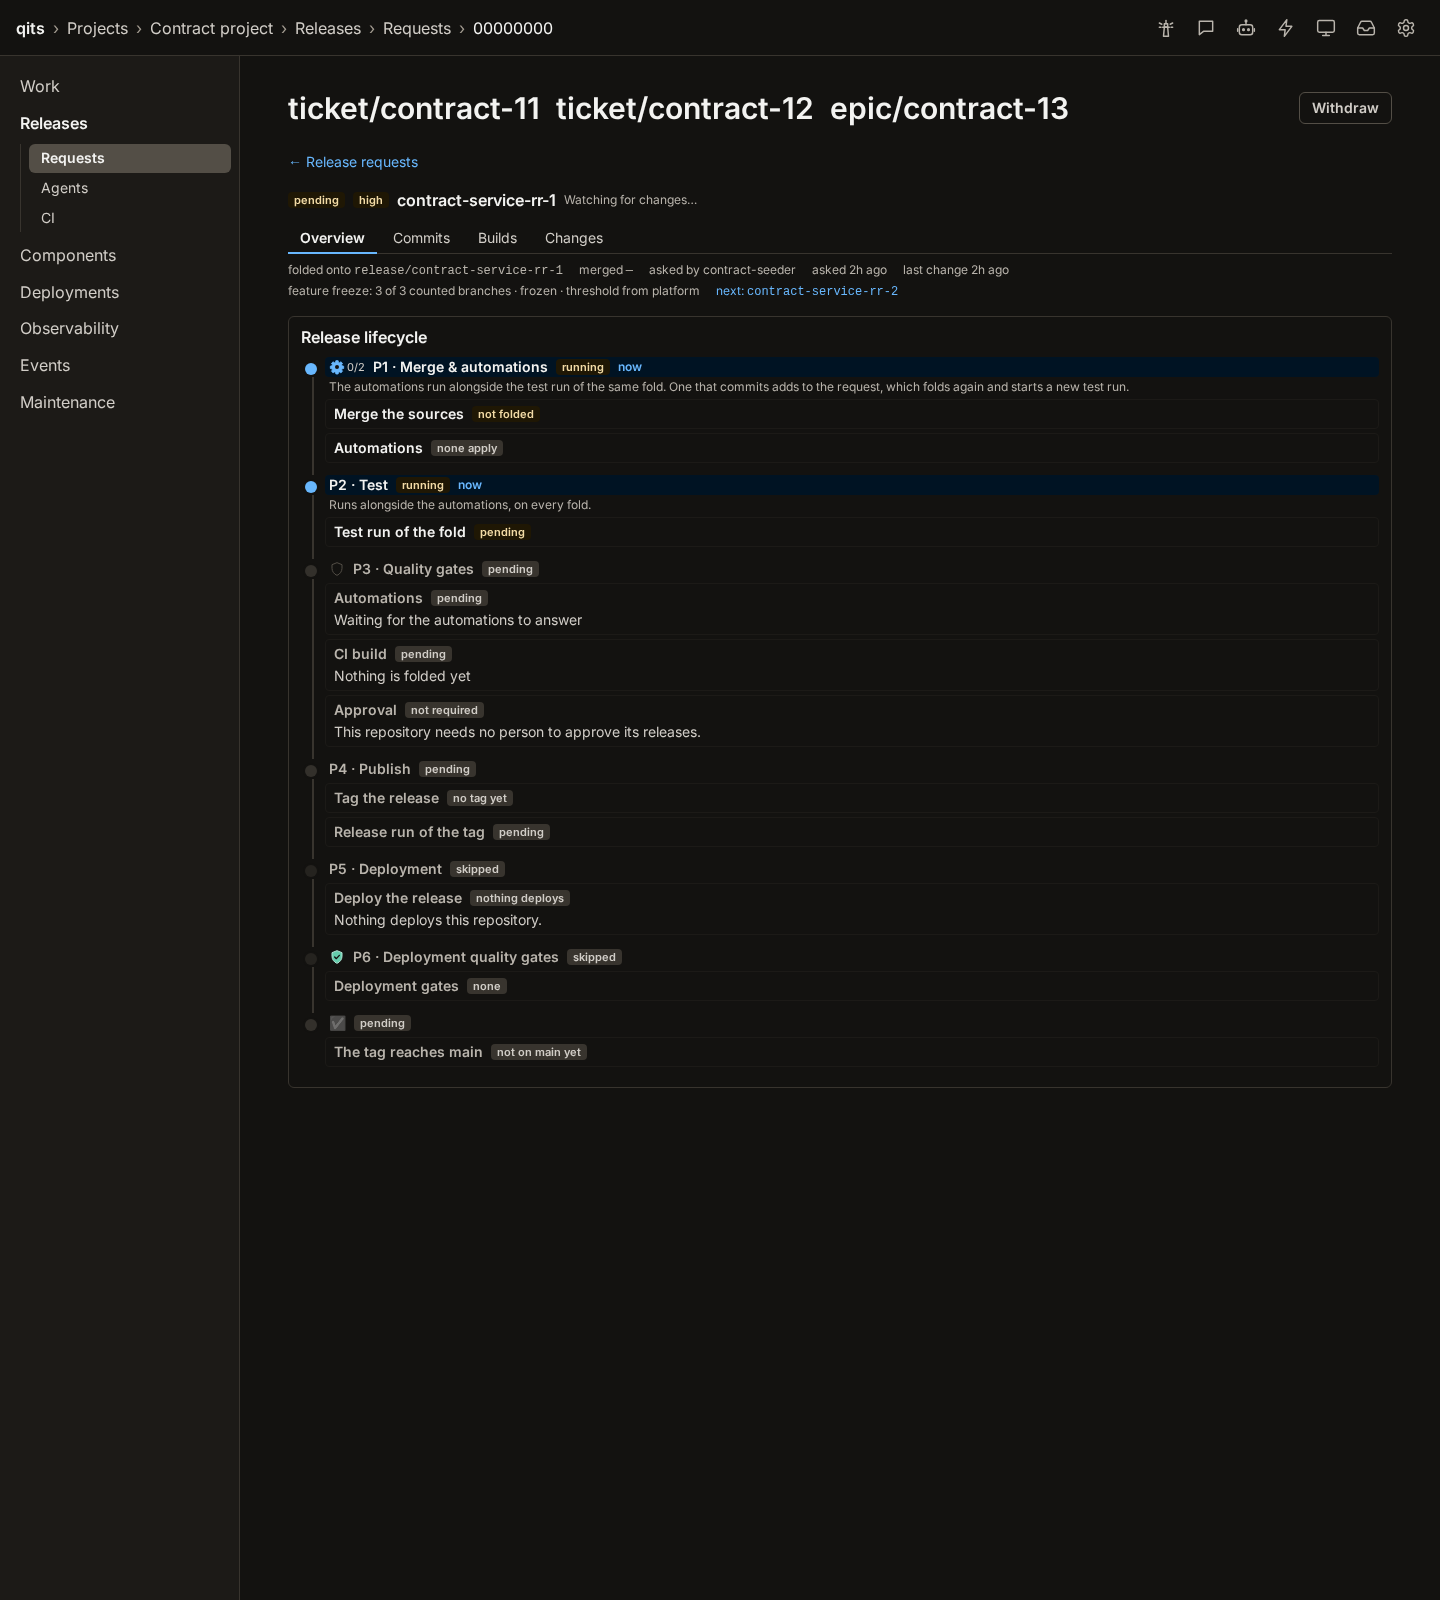 qits › Projects › Contract project › Releases › Requests › 00000000
Work
Releases
Requests
Agents
CI
Components
Deployments
Observability
Events
Maintenance
ticket/contract-11 ticket/contract-12 epic/contract-13
Withdraw
← Release requests
pending high contract-service-rr-1 Watching for changes…
Overview Commits Builds Changes
folded onto release/contract-service-rr-1 merged — asked by contract-seeder asked 2h ago last change 2h ago
feature freeze: 3 of 3 counted branches · frozen · threshold from platform next: contract-service-rr-2
Release lifecycle
0/2 P1 · Merge & automations running now
The automations run alongside the test run of the same fold. One that commits adds to the request, which folds again and starts a new test run.
Merge the sources not folded
Automations none apply
P2 · Test running now
Runs alongside the automations, on every fold.
Test run of the fold pending
P3 · Quality gates pending
Automations pending
Waiting for the automations to answer
CI build pending
Nothing is folded yet
Approval not required
This repository needs no person to approve its releases.
P4 · Publish pending
Tag the release no tag yet
Release run of the tag pending
P5 · Deployment skipped
Deploy the release nothing deploys
Nothing deploys this repository.
P6 · Deployment quality gates skipped
Deployment gates none
pending
The tag reaches main not on main yet